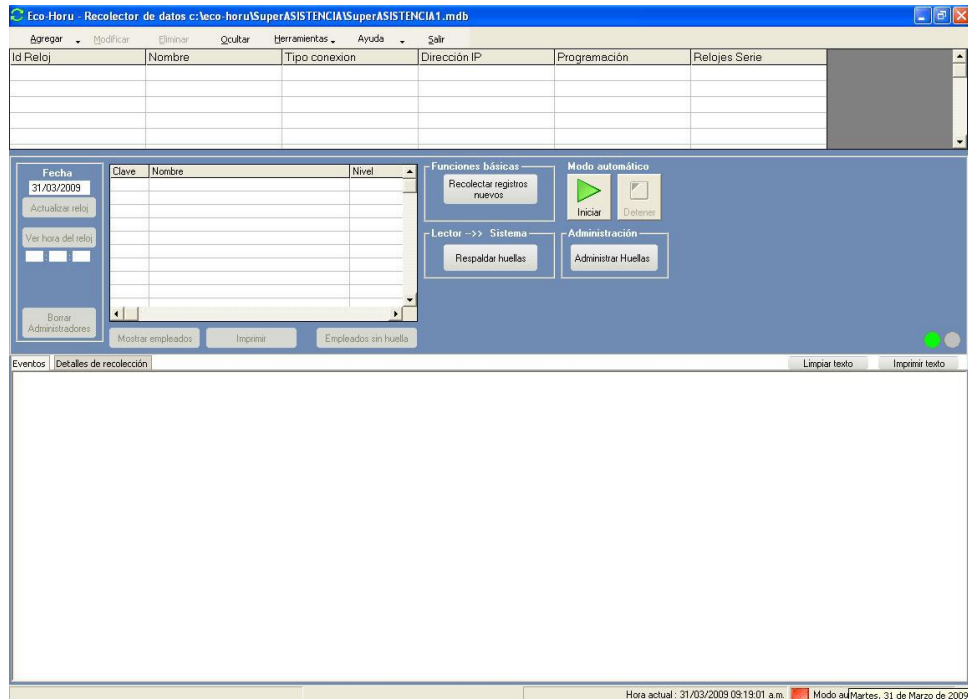 Eco-Horu - Recolector de datos c:\eco-horu\SuperASISTENCIA\SuperASISTENCIA1.mdb
Agregar Modificar Eliminar Ocultar Herramientas Ayuda Salir
Id Reloj Nombre Tipo conexion Dirección IP Programación Relojes Serie
Fecha
31/03/2009
Actualizar reloj
Ver hora del reloj
: :
Borrar
Administradores
Clave Nombre Nivel
Mostrar empleados Imprimir Empleados sin huella
Funciones básicas
Recolectar registros
nuevos
Modo automático
Iniciar Detener
Lector -->> Sistema
Respaldar huellas
Administración
Administrar Huellas
Eventos Detalles de recolección Limpiar texto Imprimir texto
Hora actual : 31/03/2009 09:19:01 a.m. Modo au Martes, 31 de Marzo de 2009